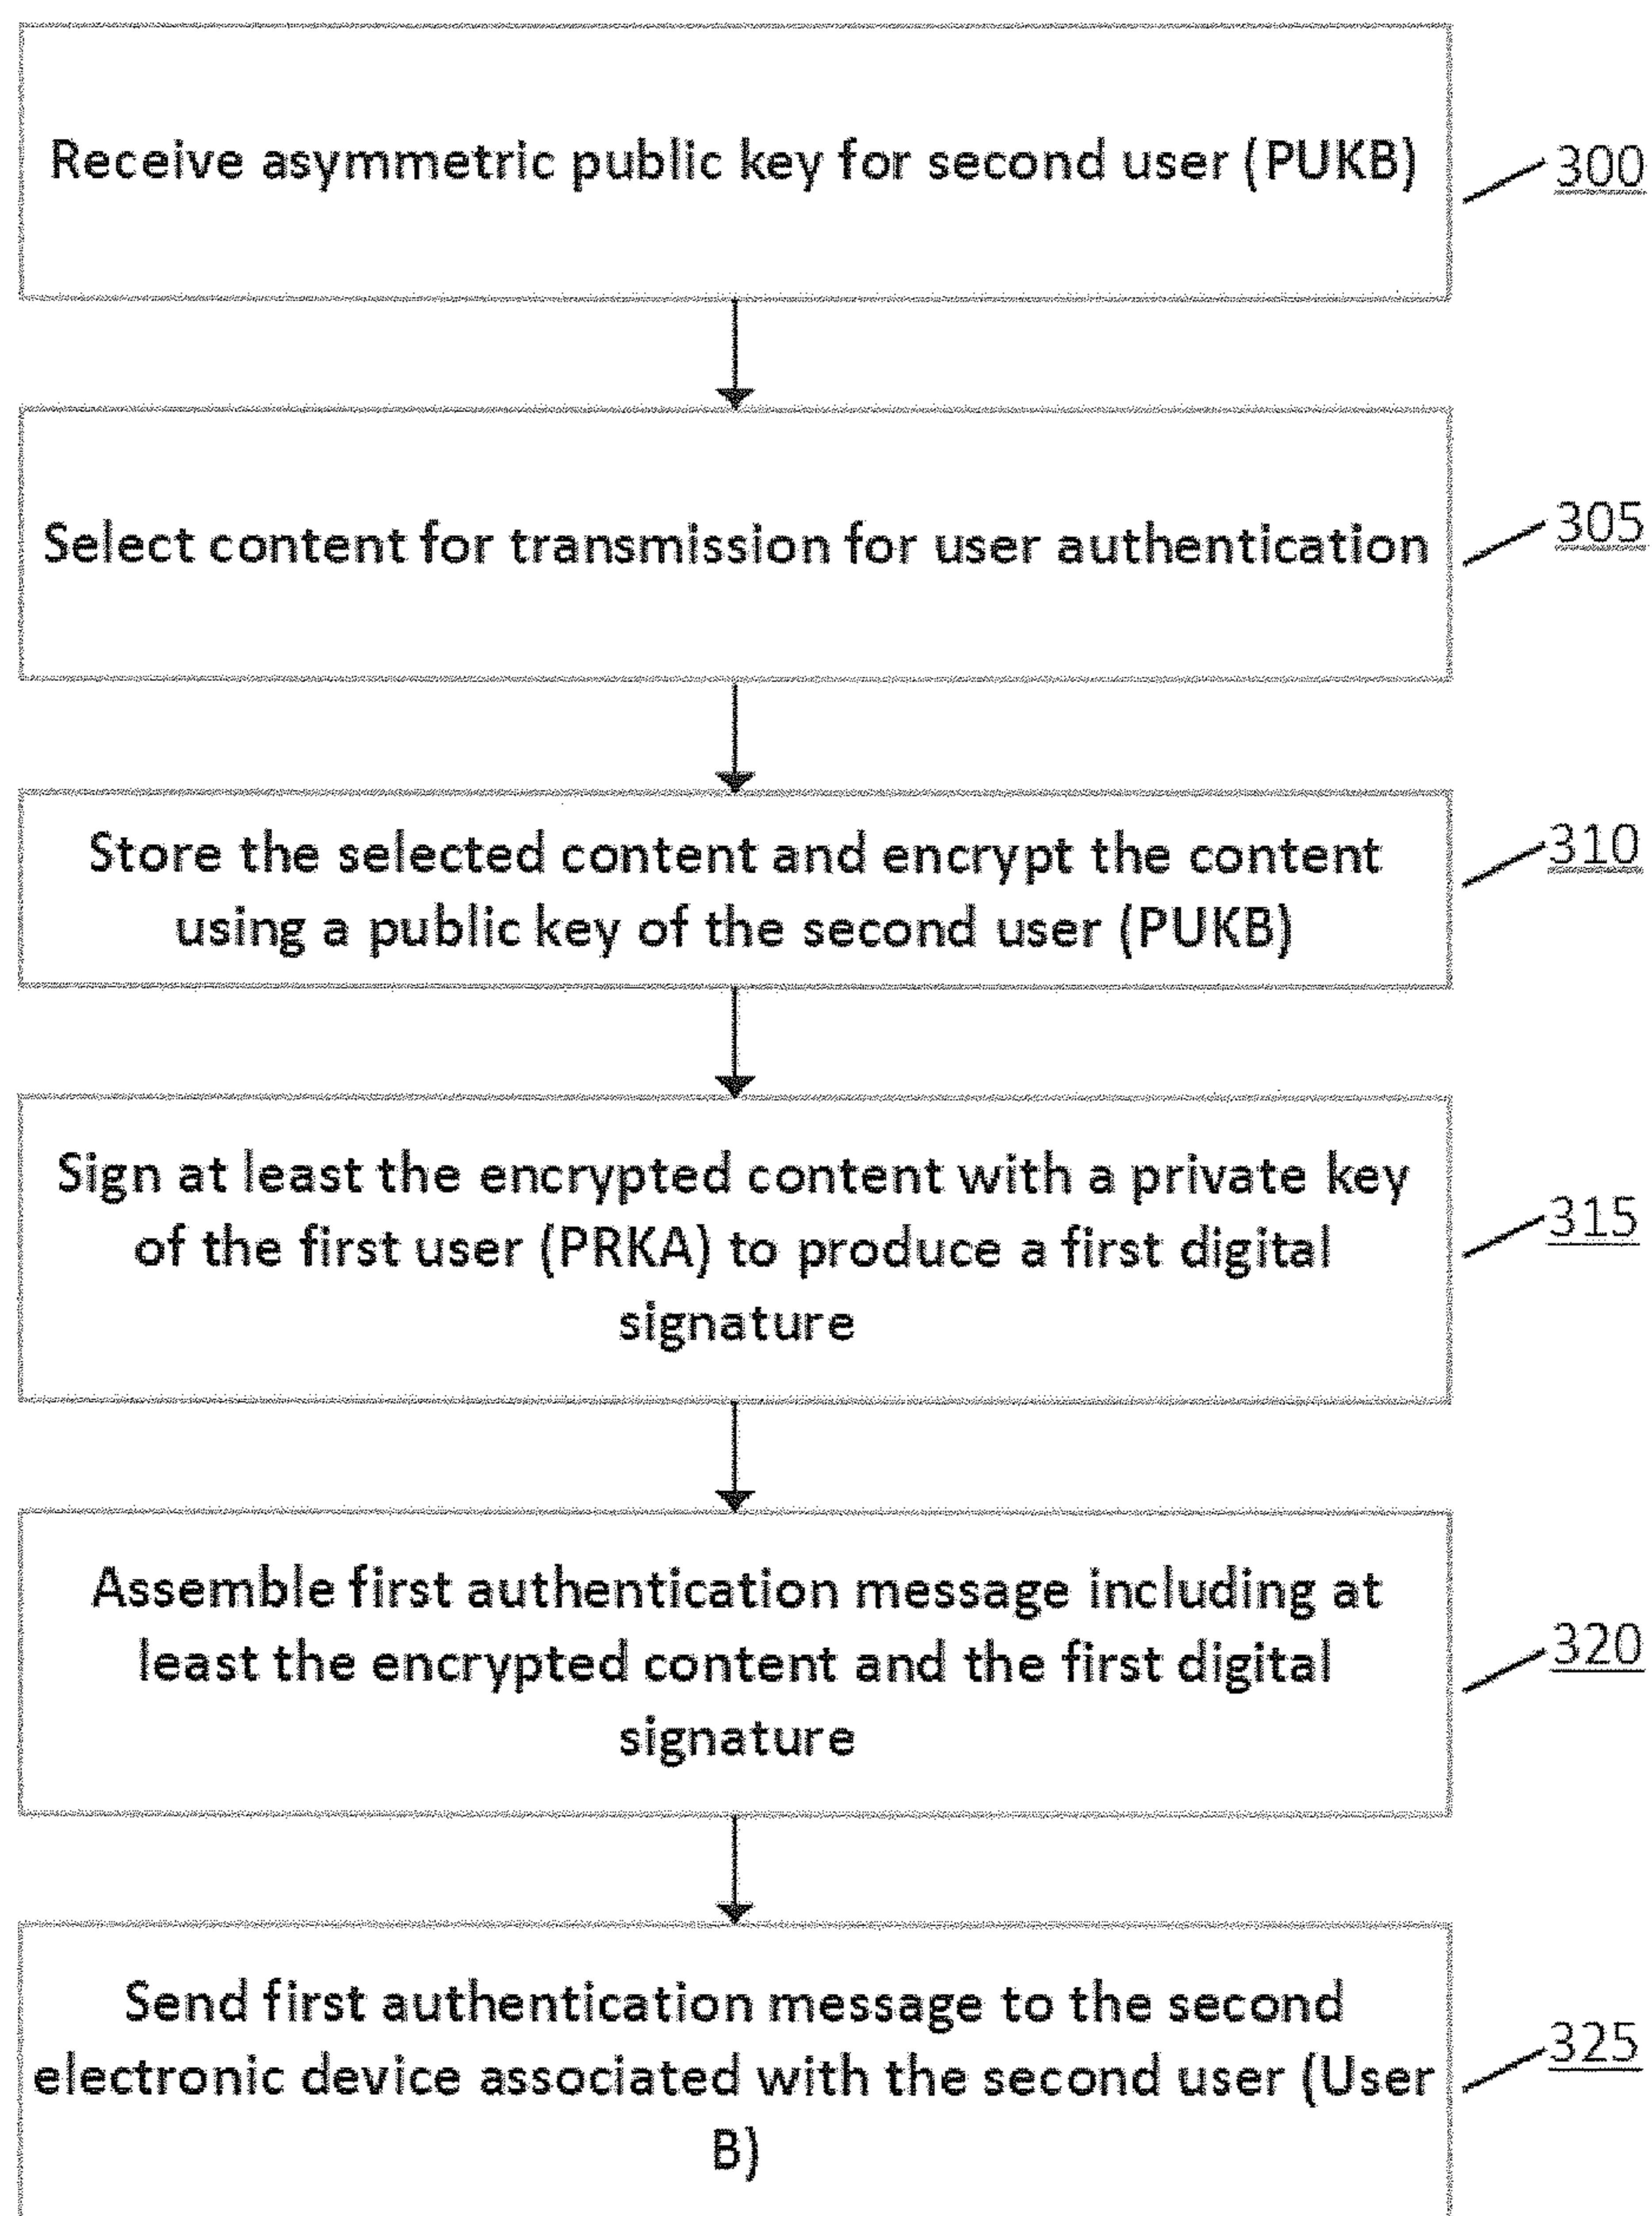 Receive asymmetric public key for second user (PUKB)
300
Select content for transmission for user authentication
305
Store the selected content and encrypt the content
using a public key of the second user (PUKB)
310
Sign at least the encrypted content with a private key
of the first user (PRKA) to produce a first digital
signature
315
Assemble first authentication message including at
least the encrypted content and the first digital
signature
320
Send first authentication message to the second
electronic device associated with the second user (User
B)
325